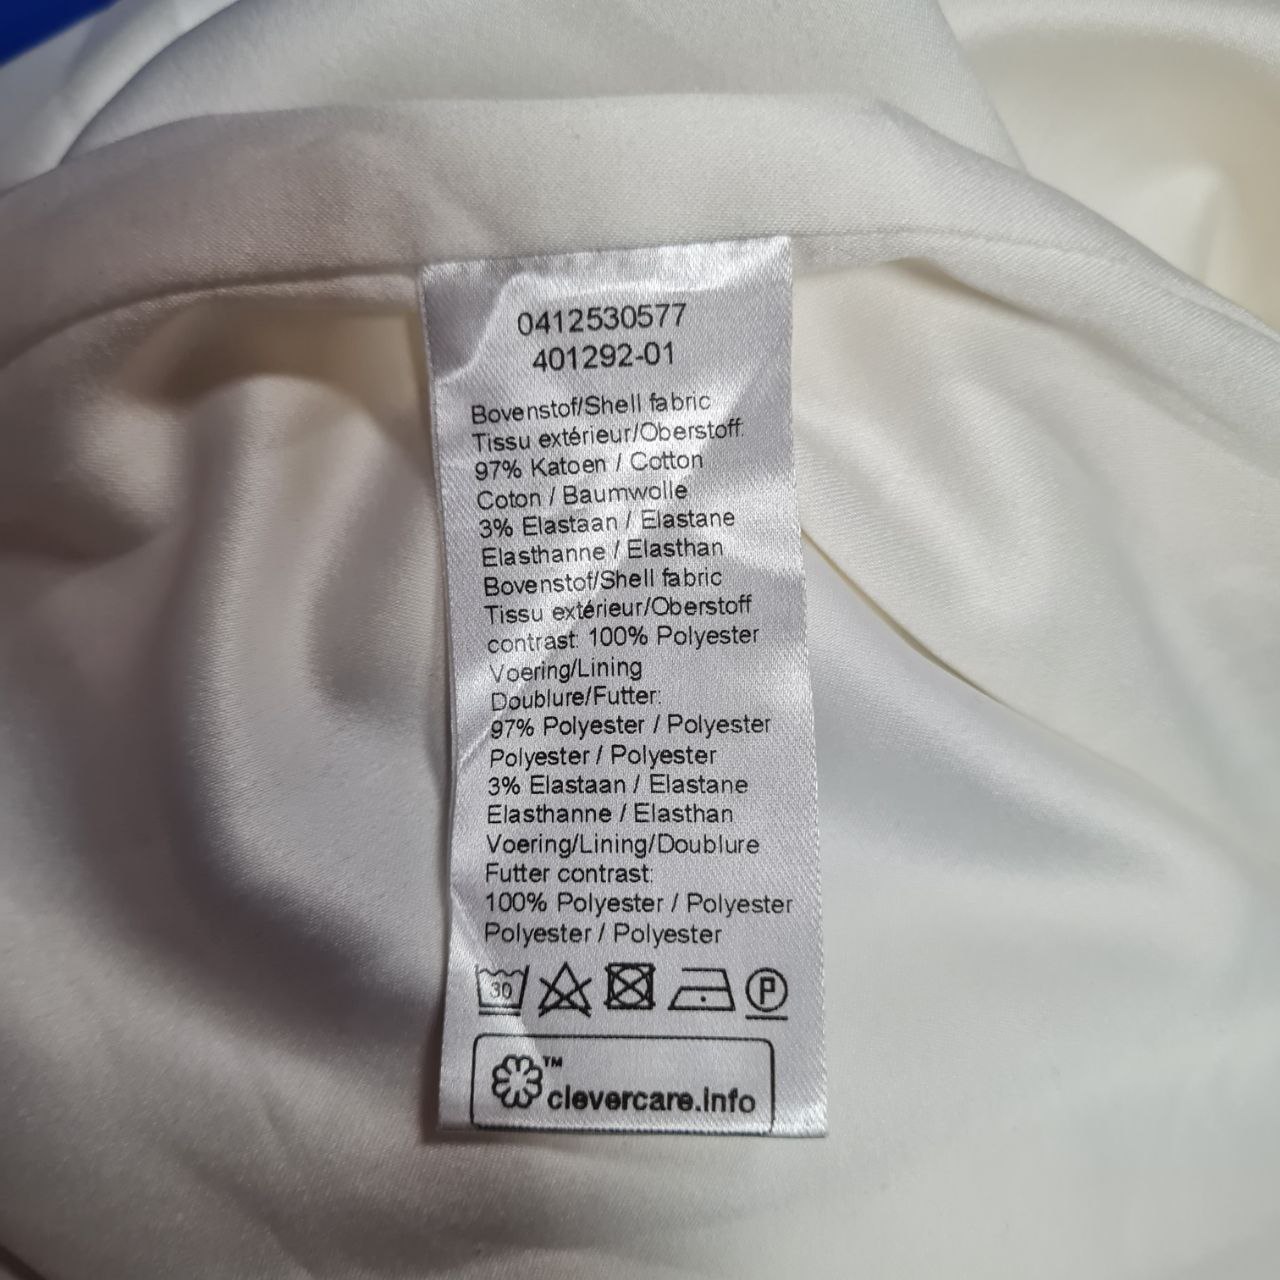 0412530577
401292-01
Bovenstof/Shell fabric
Tissu extérieur/Oberstoff:
97% Katoen / Cotton
Coton / Baumwolle
3% Elastaan / Elastane
Elasthanne / Elasthan
Bovenstof/Shell fabric
Tissu extérieur/Oberstoff
contrast: 100% Polyester
Voering/Lining
Doublure/Futter:
97% Polyester / Polyester
Polyester / Polyester
3% Elastaan / Elastane
Elasthanne / Elasthan
Voering/Lining/Doublure
Futter contrast:
100% Polyester / Polyester
Polyester / Polyester
30 P
™
clevercare.info